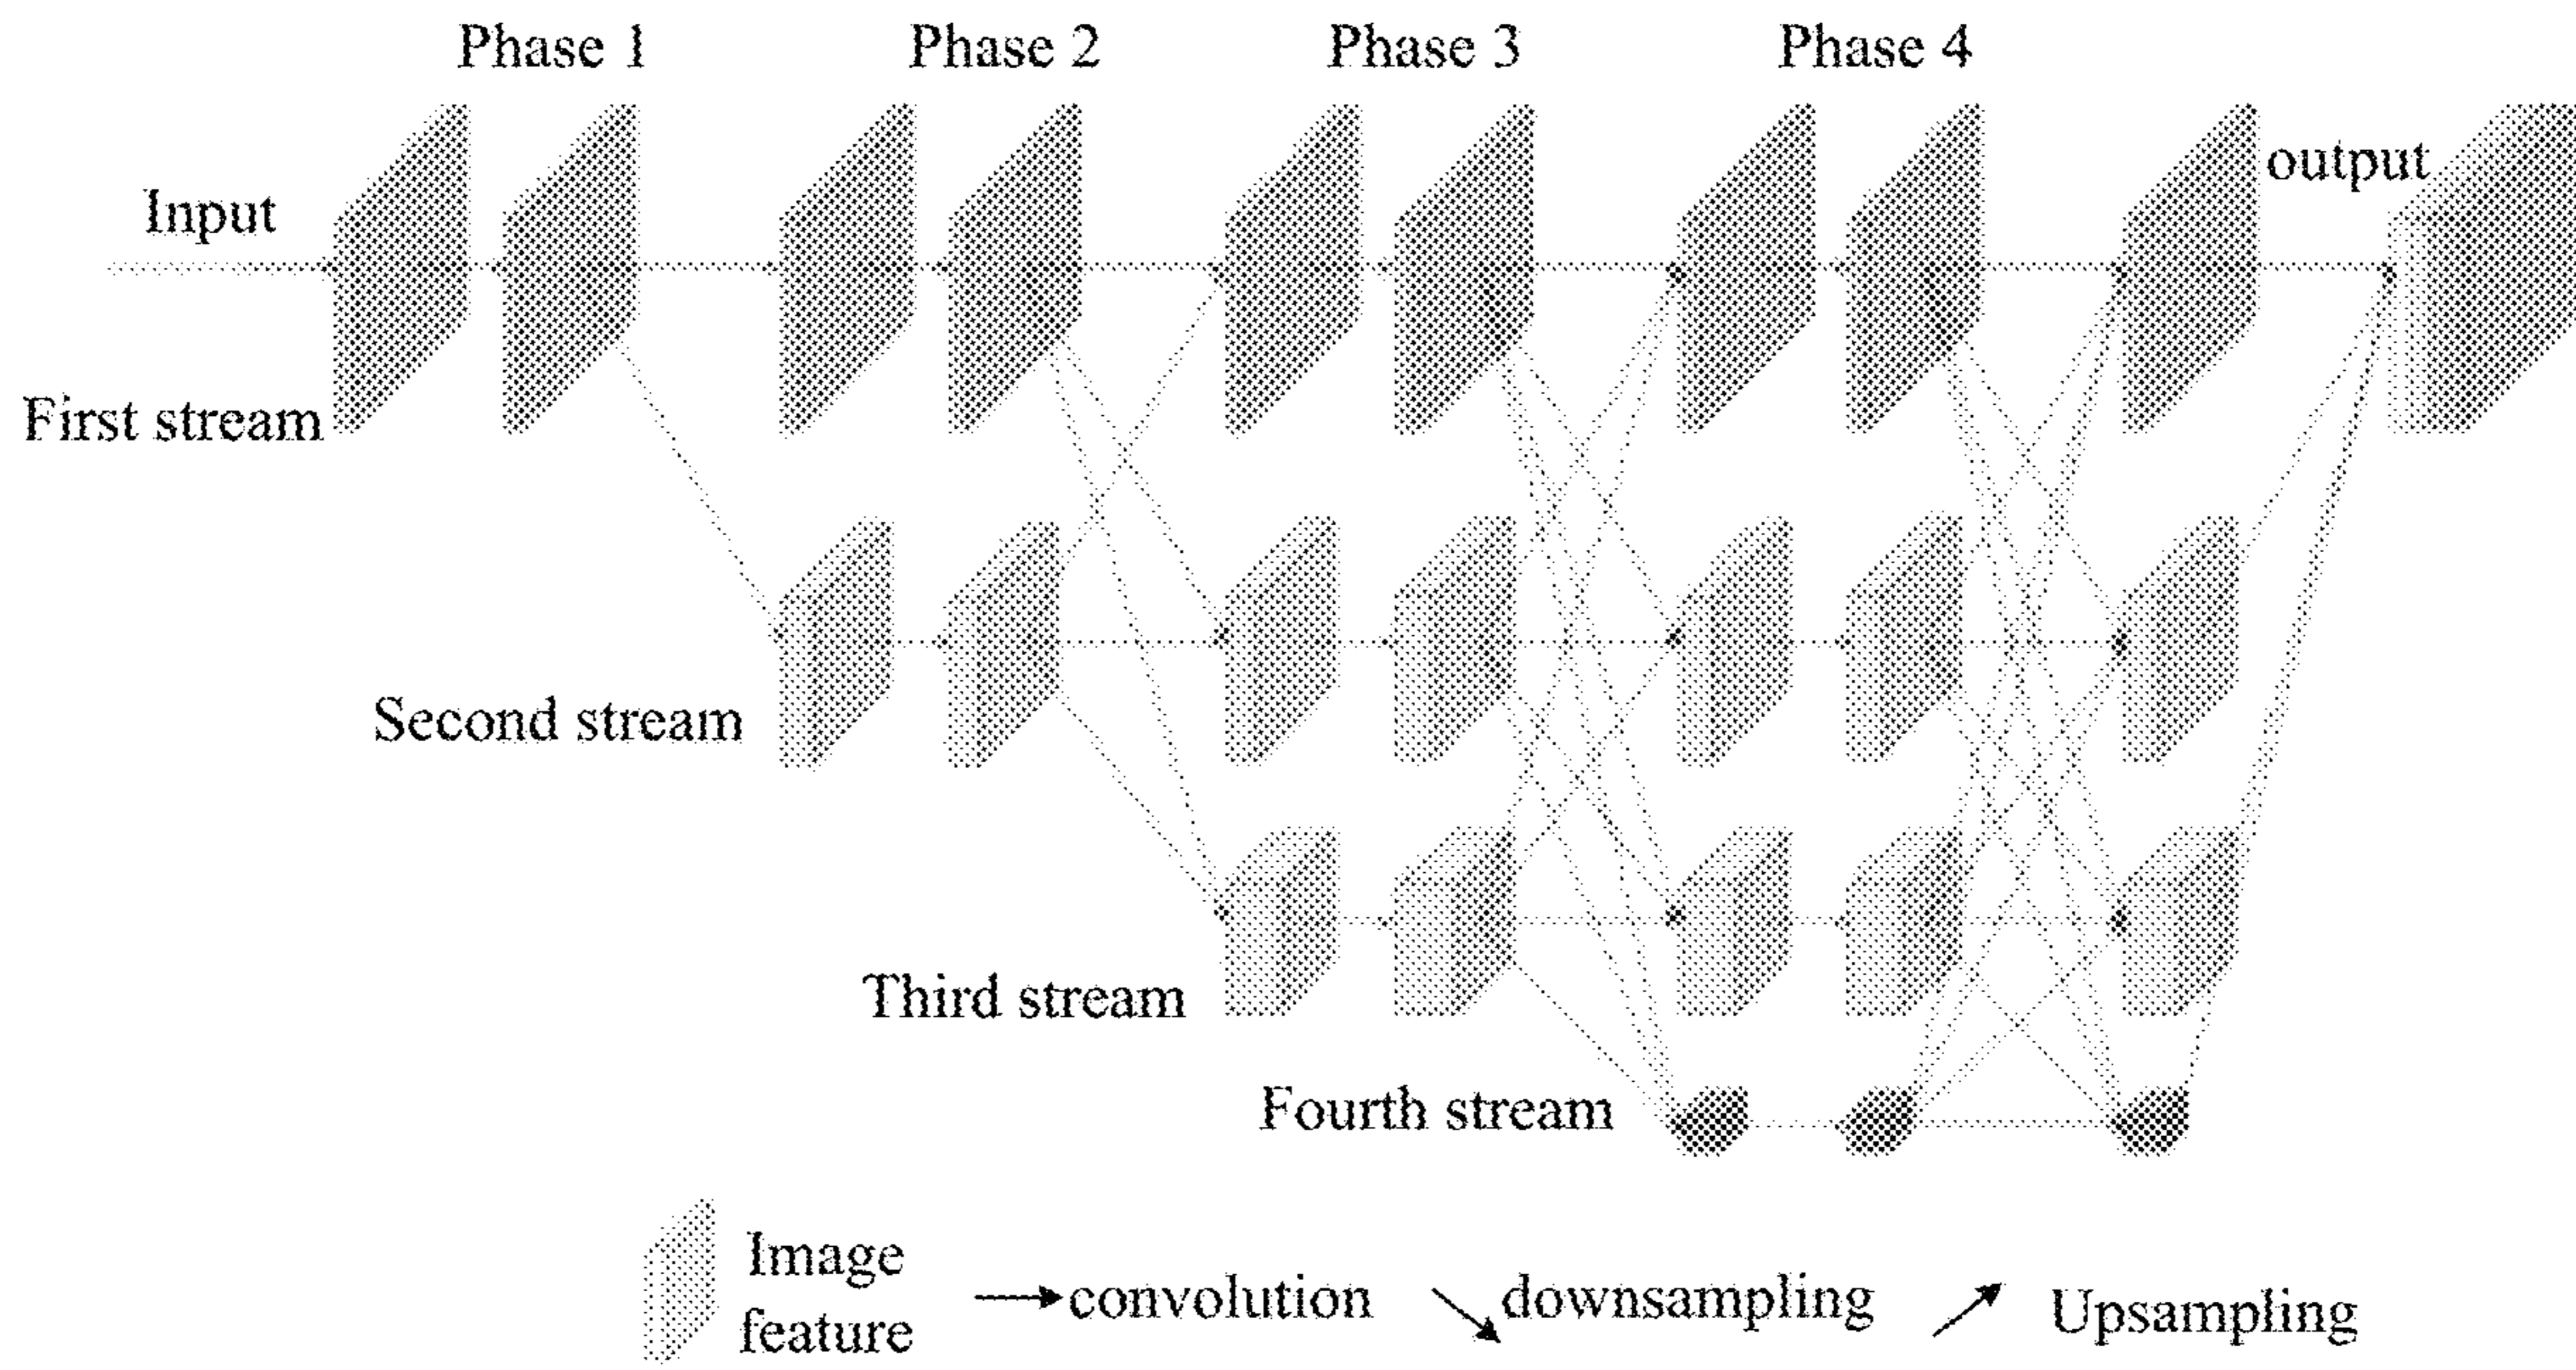 Phase 1 Phase 2 Phase 3 Phase 4
output
Input
First stream
Second stream
Third stream
Fourth stream
Image
feature
convolution
downsampling
Upsampling